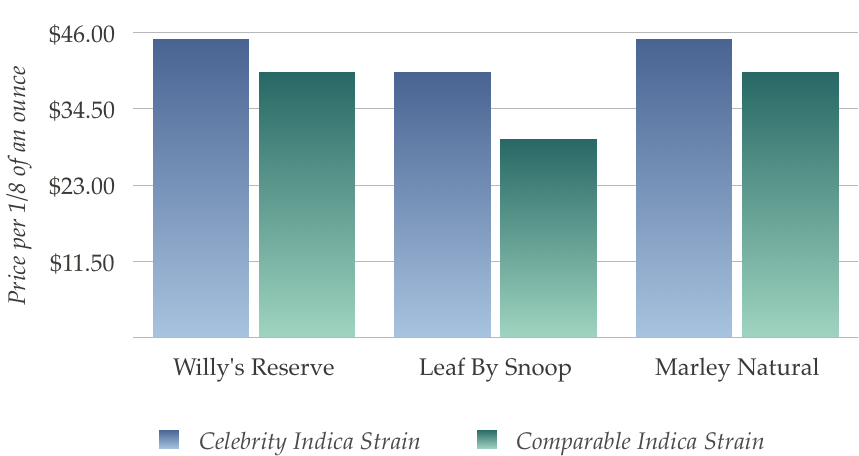 $46.00
$34.50
$23.00
$11.50
Price per 1/8 of an ounce
Willy's Reserve
Leaf By Snoop
Marley Natural
Celebrity Indica Strain
Comparable Indica Strain